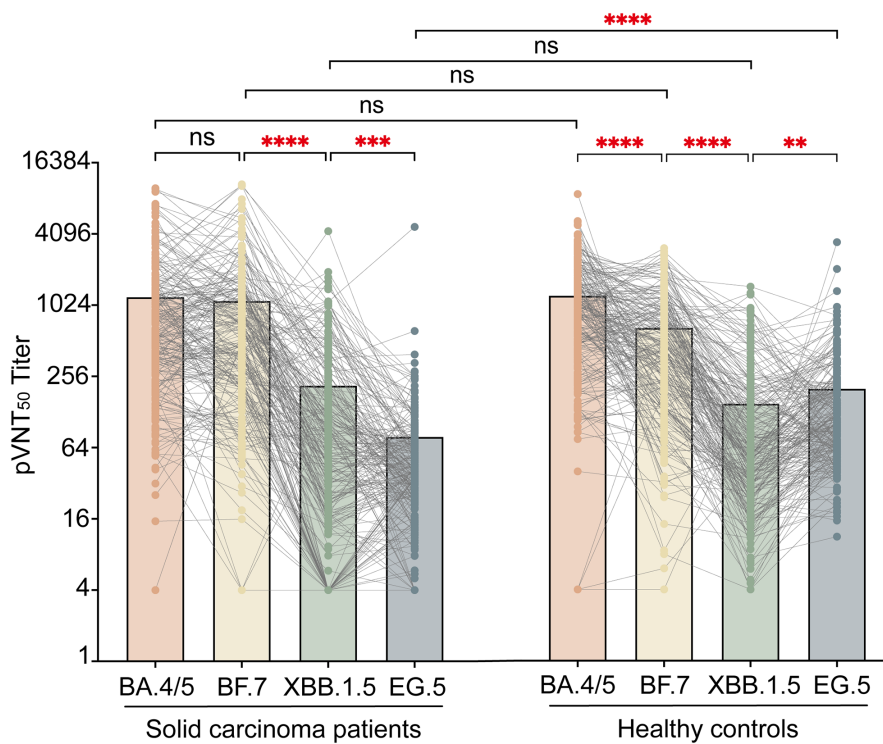 ****
ns
ns
ns
ns **** *** **** **** **
16384
4096
1024
256
64
16
4
1
pVNT50 Titer
BA.4/5 BF.7 XBB.1.5 EG.5 BA.4/5 BF.7 XBB.1.5 EG.5
Solid carcinoma patients Healthy controls